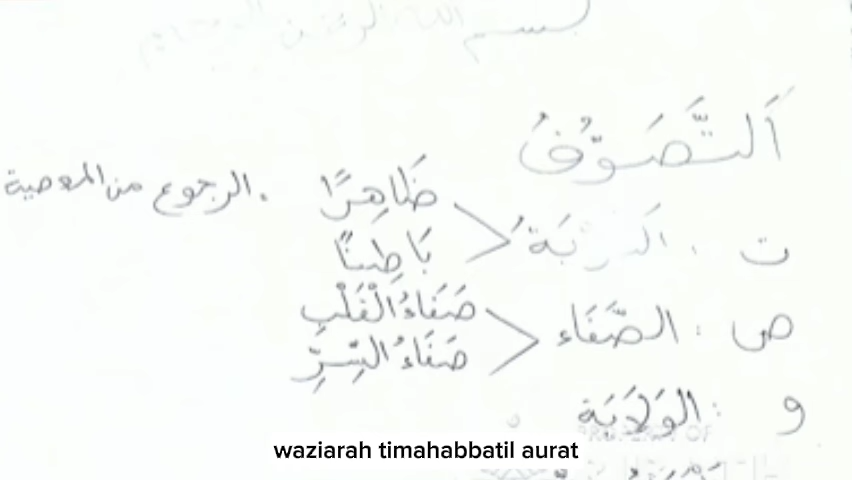 بسم الله الرحمن الرحيم
اَلتَّصَوُّفُ
ت : اَلتَّوْبَةُ < ظَاهِرًا . الرجوع من المعصية
بَاطِنًا
ص : الصَّفَاء < صَفَاءُ الْقَلْبِ
صَفَاءُ السِّرِّ
و : الوَلَايَة
waziarah timahabbatil aurat